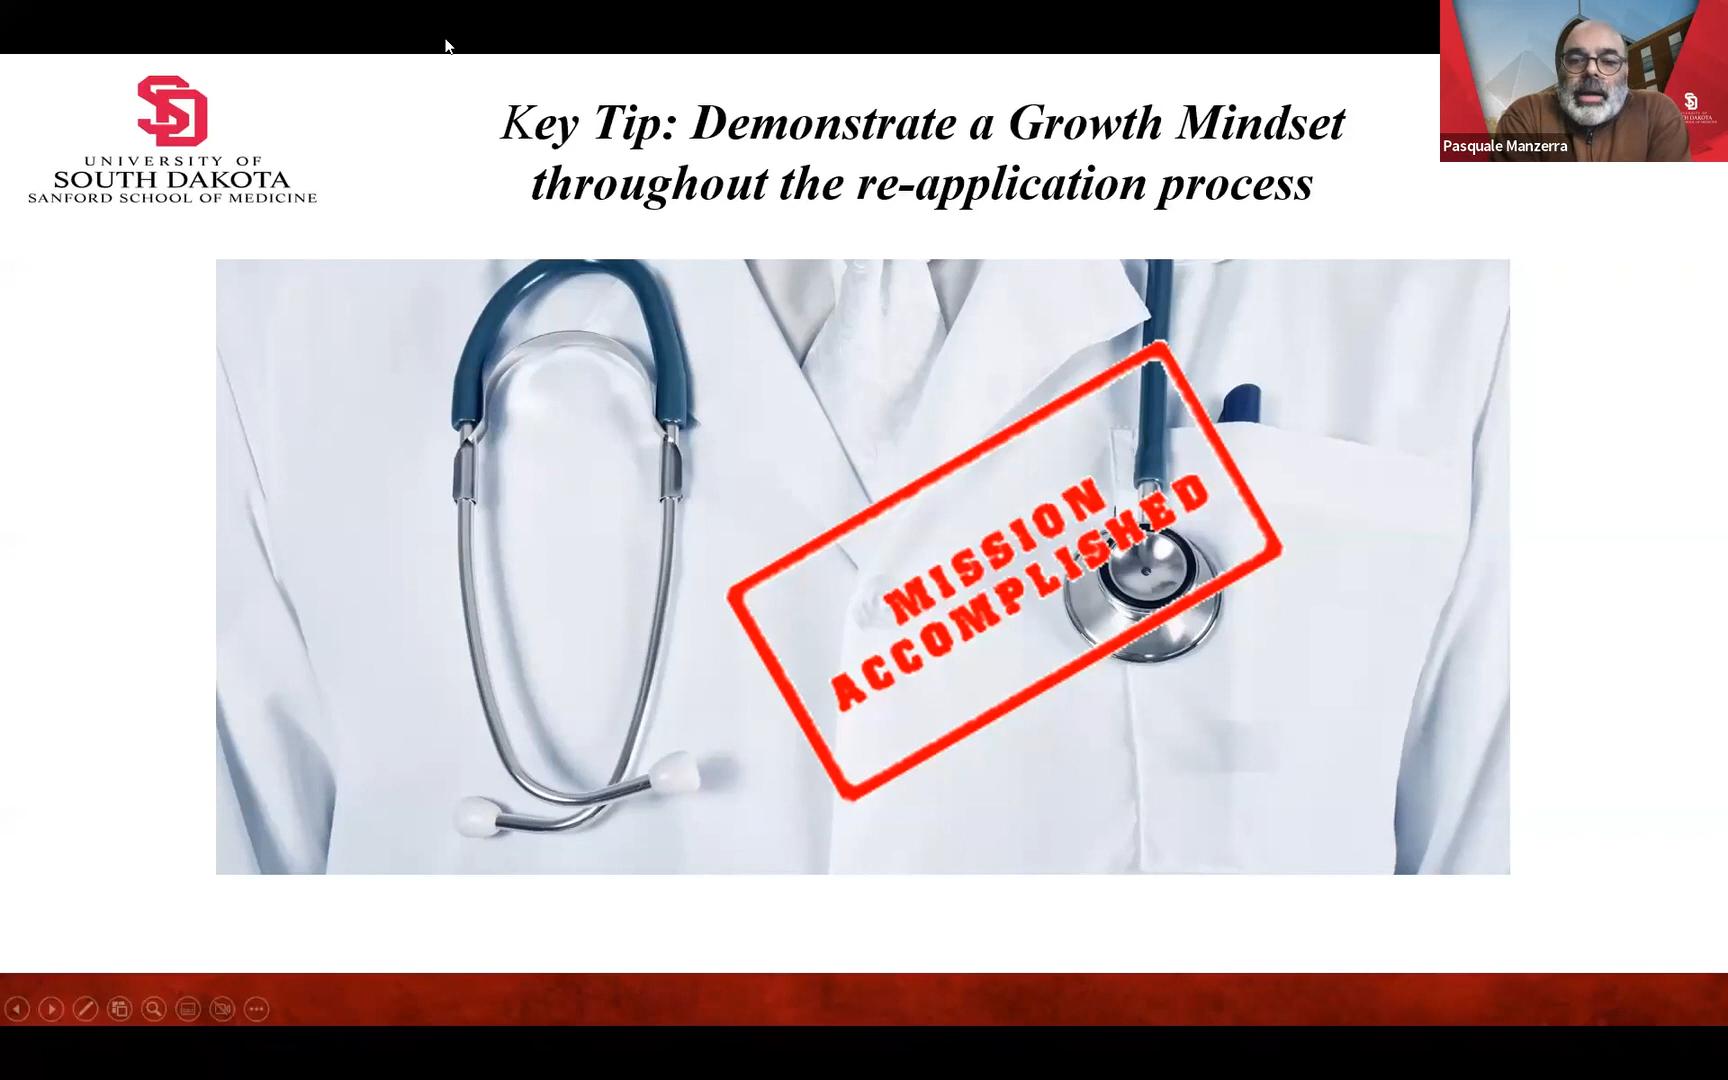 UNIVERSITY OF
SOUTH DAKOTA
SANFORD SCHOOL OF MEDICINE
Key Tip: Demonstrate a Growth Mindset
throughout the re-application process
Pasquale Manzerra
MISSION
ACCOMPLISHED